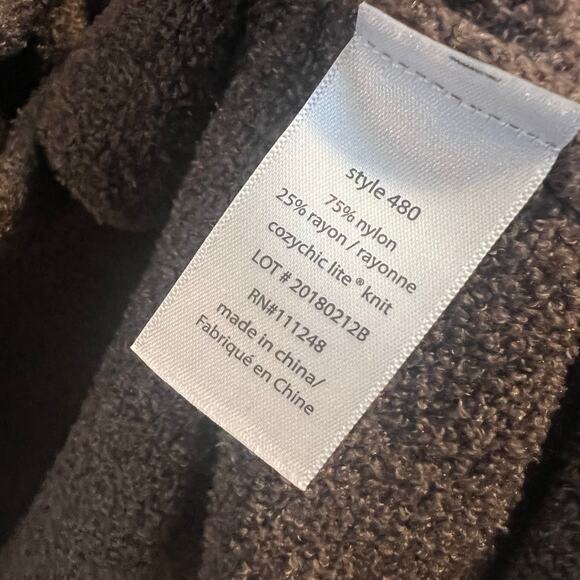 style 480
75% nylon
25% rayon / rayonne
cozychic lite® knit
LOT # 20180212B
RN#111248
made in china/
Fabriqué en Chine